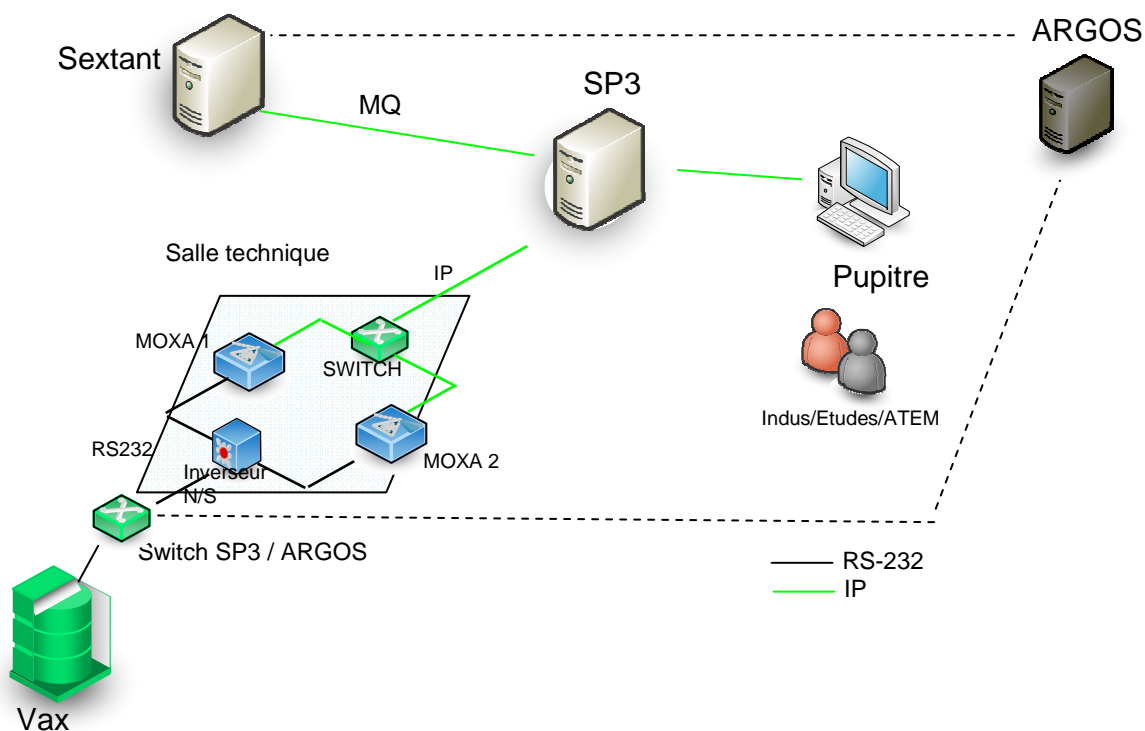 ARGOS
Sextant
SP3
MQ
Salle technique
IP
Pupitre
MOXA 1
SWITCH
Indus/Etudes/ATEM
RS232
MOXA 2
Inverseur
N/S
Switch SP3 / ARGOS
RS-232
IP
Vax